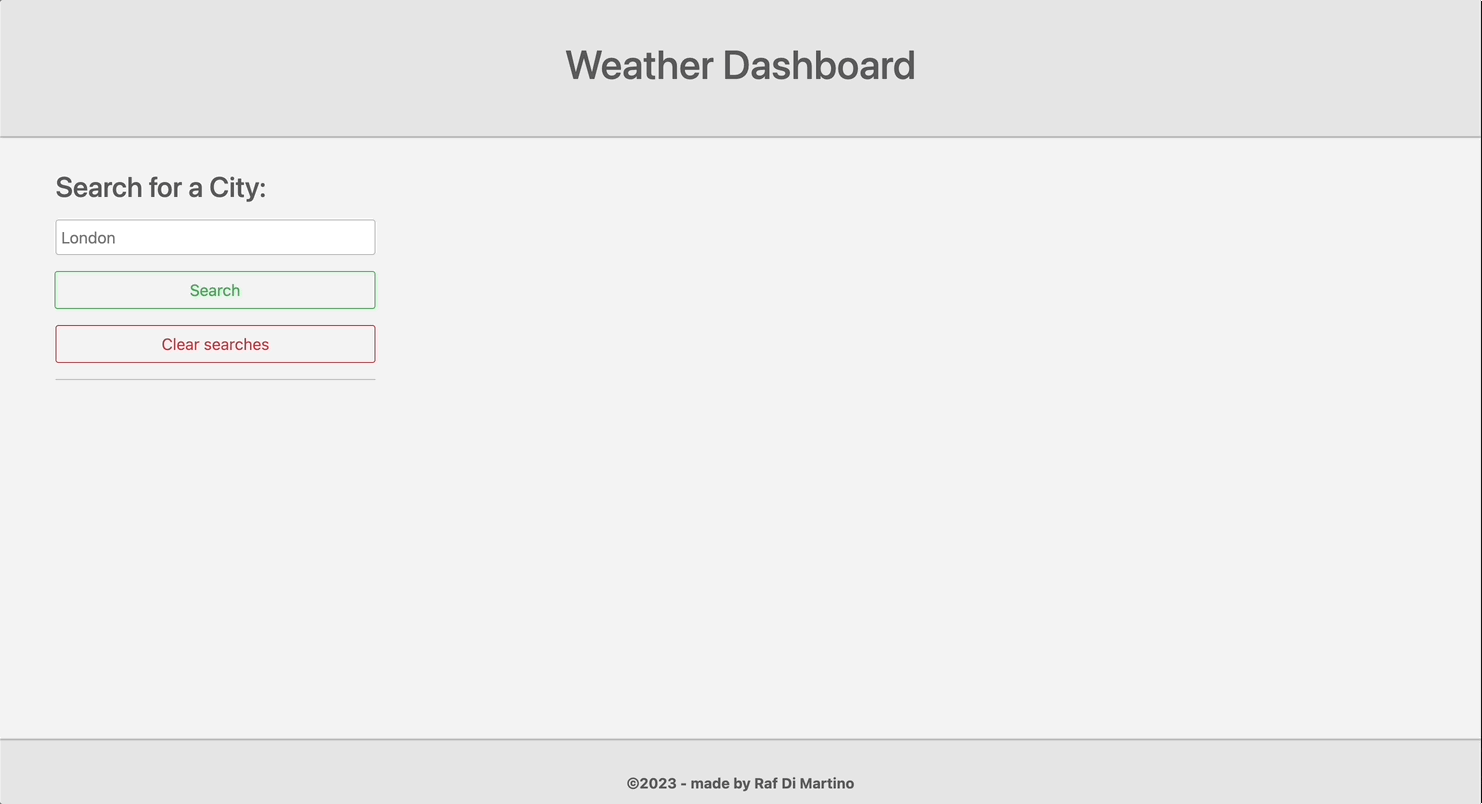 Weather Dashboard
Search for a City:
London
Search
Clear searches
©2023 - made by Raf Di Martino